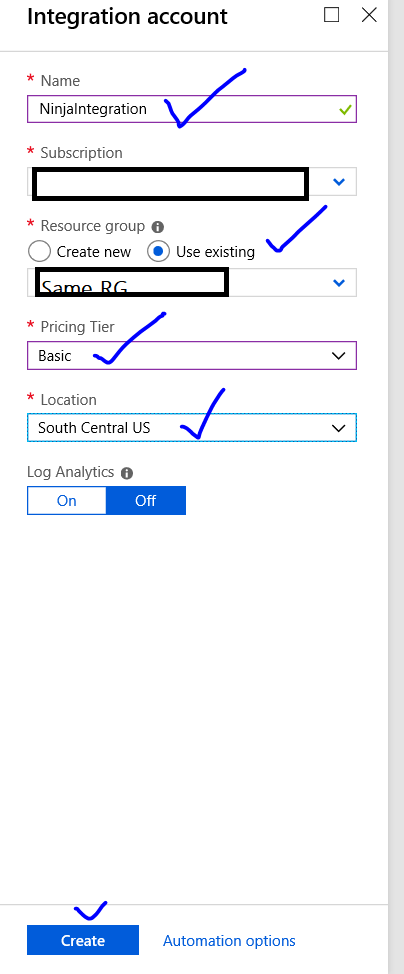 Integration account
* Name
NinjaIntegration
* Subscription
* Resource group
Create new Use existing
Same RG
* Pricing Tier
Basic
* Location
South Central US
Log Analytics
On Off
Create Automation options